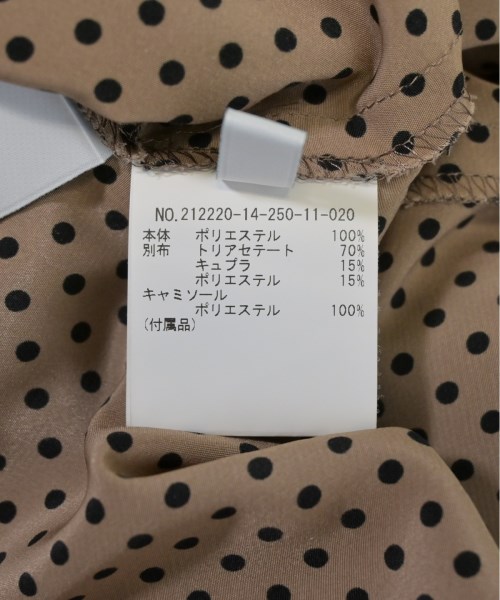 NO.212220-14-250-11-020
本体 ポリエステル 100%
別布 トリアセテート 70%
キュプラ 15%
ポリエステル 15%
キャミソール
ポリエステル 100%
(付属品)